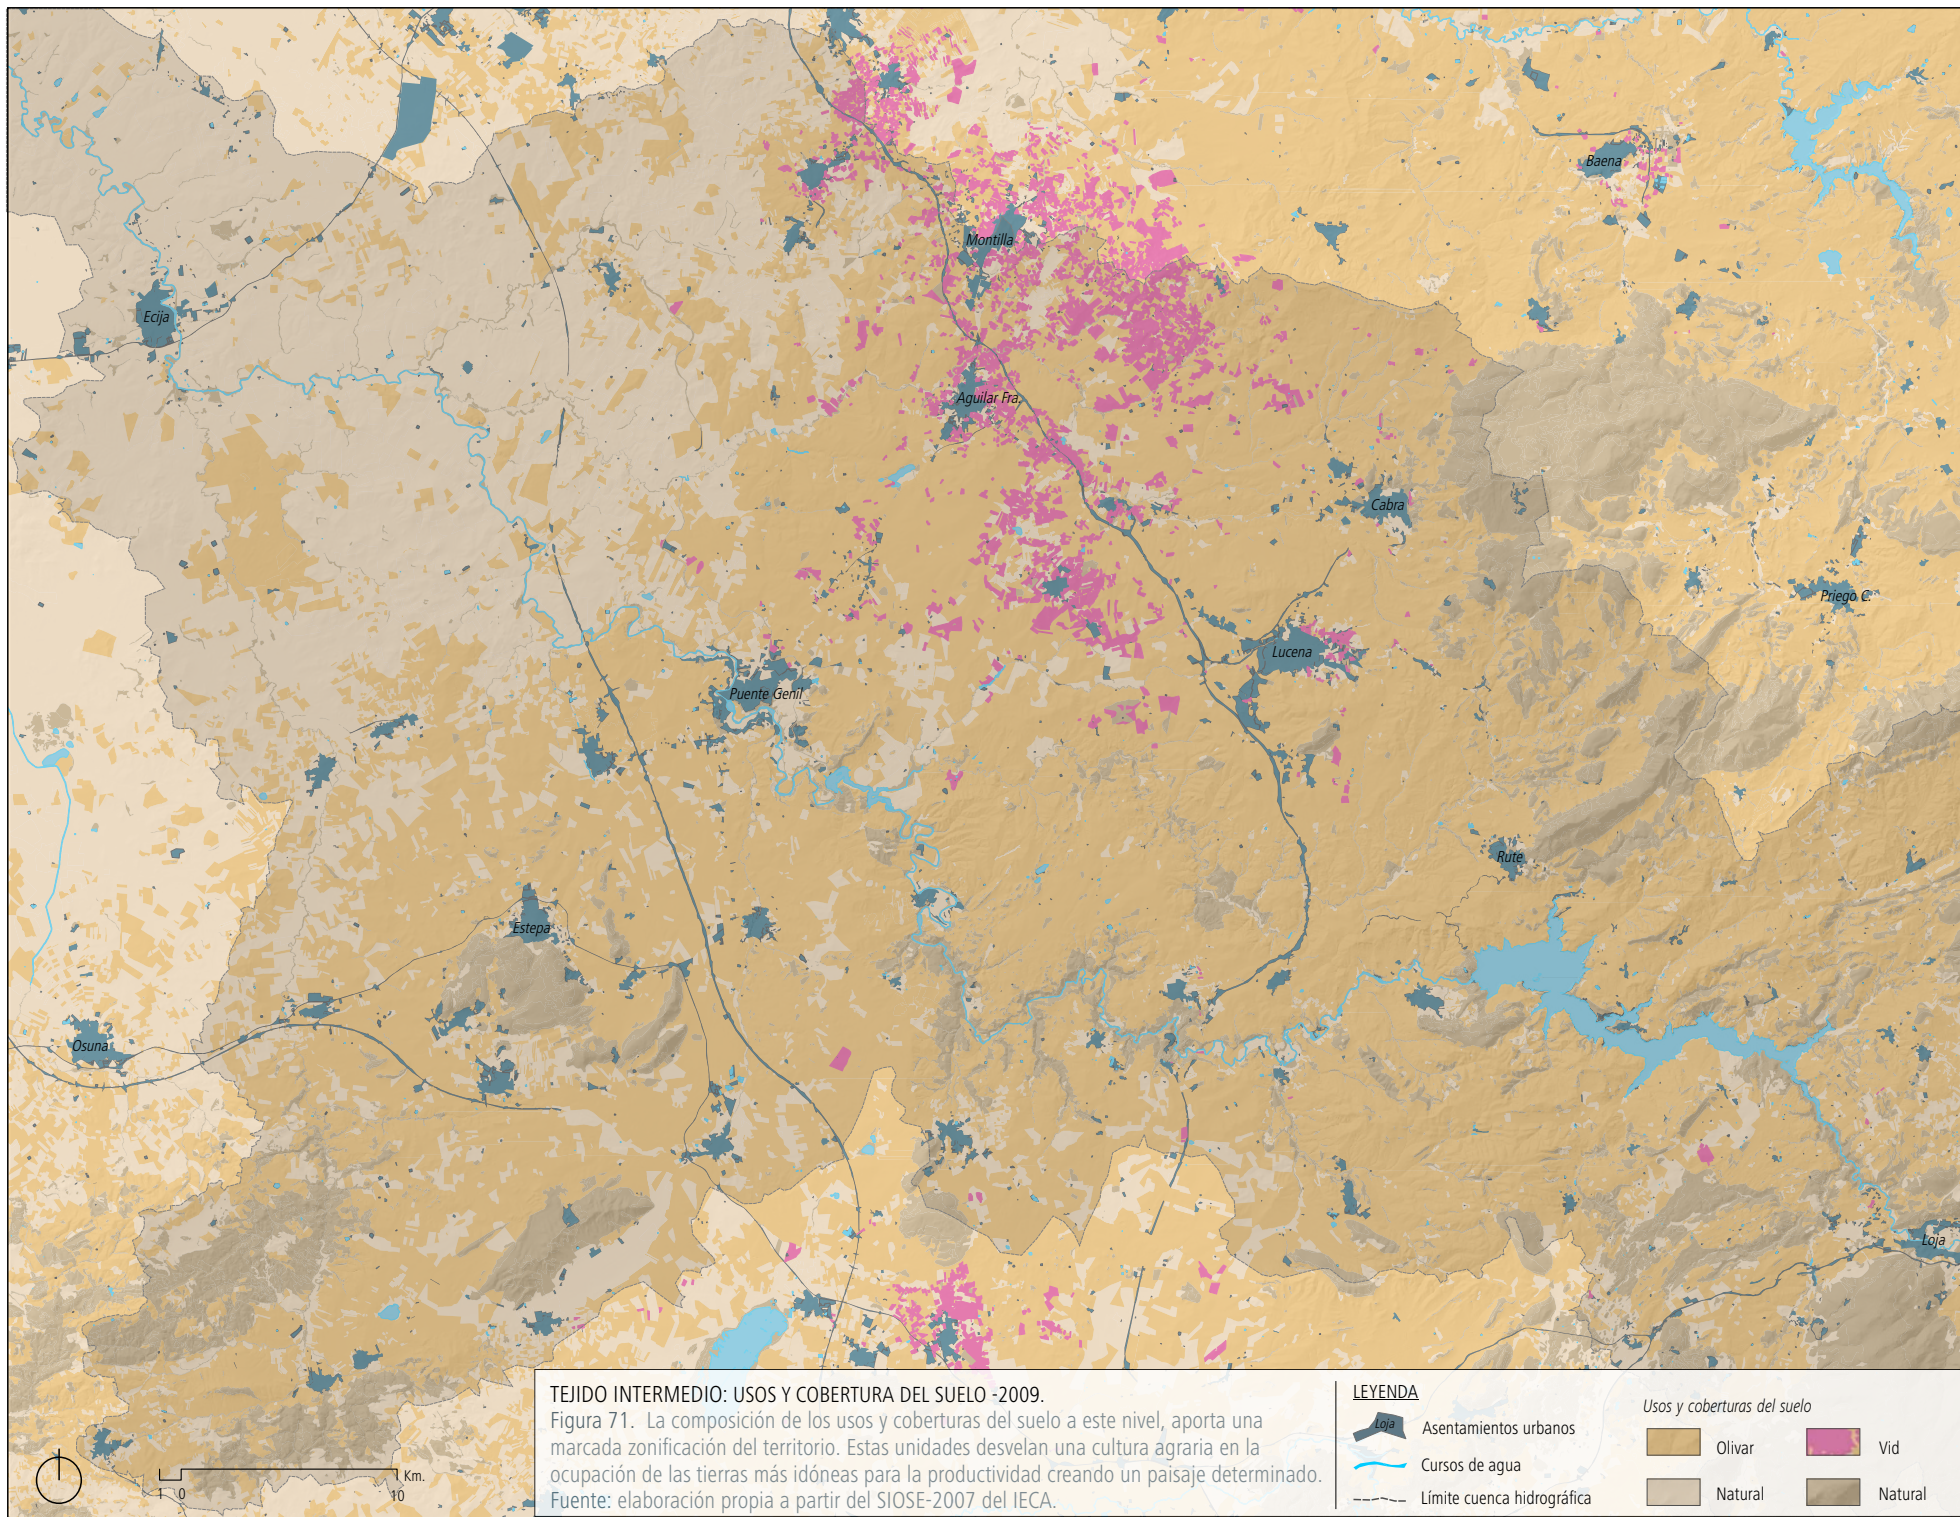 Baena
Montilla
Ecija
Aguilar Fra.
Cabra
Priego C.
Lucena
Puente Genil
Rute
Estepa
Osuna
Loja
Km.
1 0
10
TEJIDO INTERMEDIO: USOS Y COBERTURA DEL SUELO -2009.
Figura 71. La composición de los usos y coberturas del suelo a este nivel, aporta una
marcada zonificación del territorio. Estas unidades desvelan una cultura agraria en la
ocupación de las tierras más idóneas para la productividad creando un paisaje determinado.
Fuente: elaboración propia a partir del SIOSE-2007 del IECA.
LEYENDA
Loja
Asentamientos urbanos
Cursos de agua
Límite cuenca hidrográfica
Usos y coberturas del suelo
Olivar
Vid
Natural
Natural